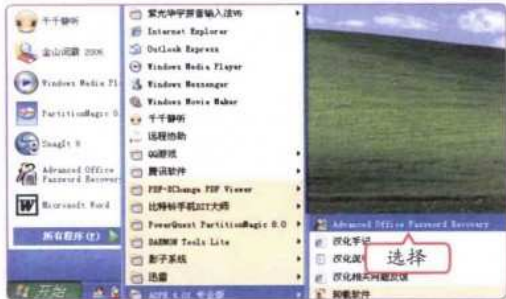 千千静听
金山词霸 2006
Windows Media Pl
PartitionMagic 8.
SnagIt 8
Advanced Office
Password Recovery
Microsoft Word
所有程序(P)
开始
紫光华宇拼音输入法V6
Internet Explorer
Outlook Express
Windows Media Player
Windows Messenger
Windows Movie Maker
千千静听
远程协助
QQ游戏
腾讯软件
PDF-XChange PDF Viewer
比特蚂手机DIY大师
PowerQuest PartitionMagic 8.0
DAEMON Tools Lite
影子系统
迅雷
AOPR 4.01 专业版
Advanced Office Password Recovery
汉化手记
汉化
汉化相关问题反馈
卸载软件
选择